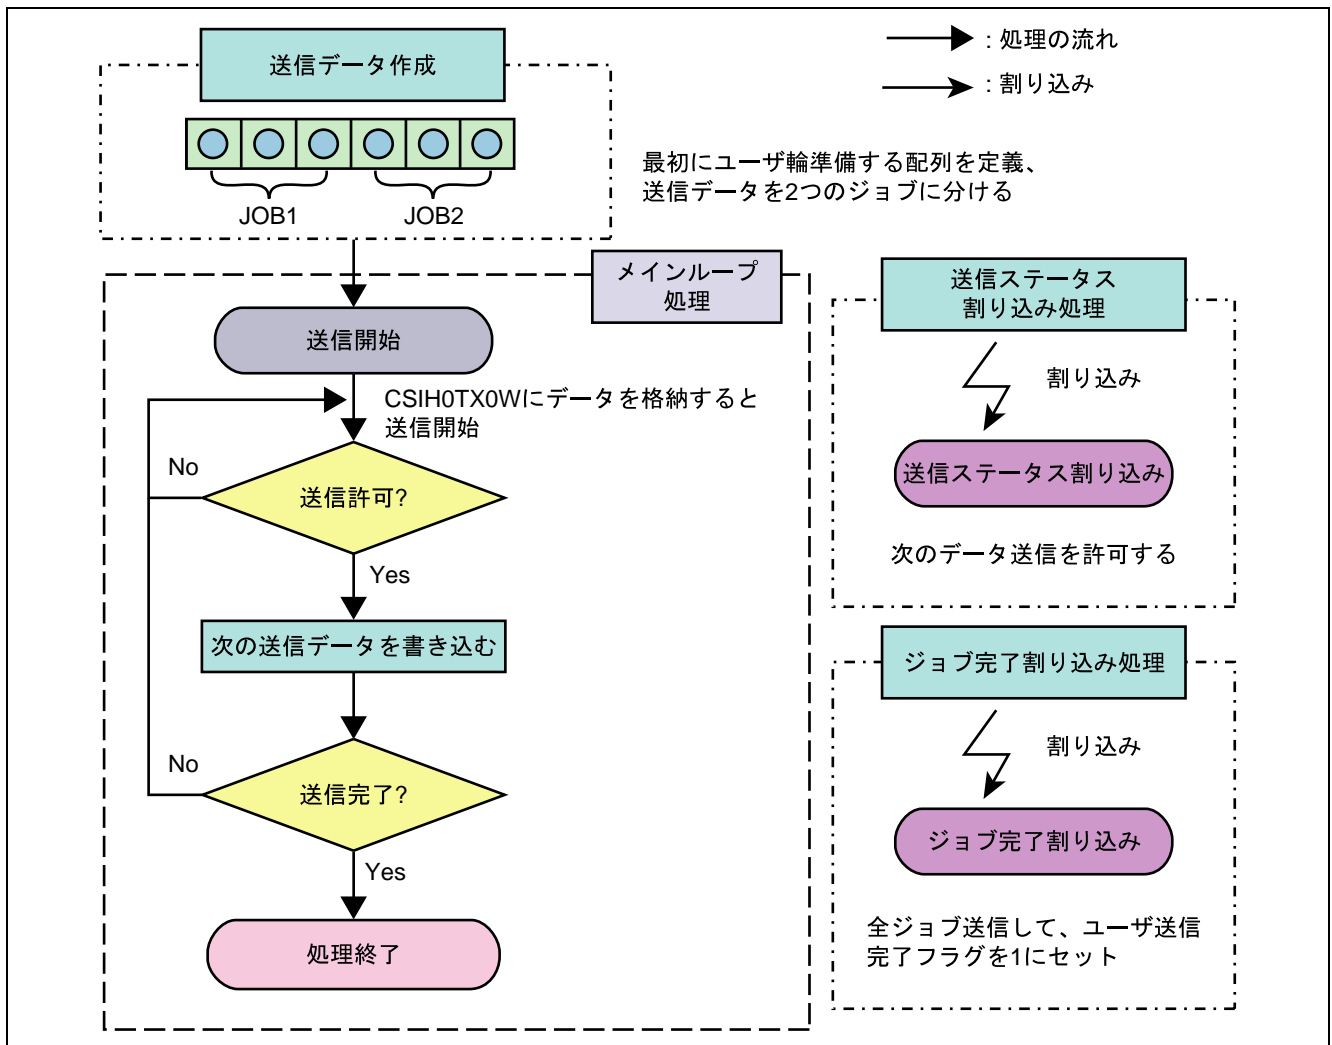 送信データ作成
JOB1
JOB2
: 処理の流れ
: 割り込み
最初にユーザ輪準備する配列を定義、
送信データを2つのジョブに分ける
メインループ
処理
送信開始
CSIH0TX0Wにデータを格納すると
送信開始
No
送信許可?
Yes
次の送信データを書き込む
No
送信完了?
Yes
処理終了
送信ステータス
割り込み処理
割り込み
送信ステータス割り込み
次のデータ送信を許可する
ジョブ完了割り込み処理
割り込み
ジョブ完了割り込み
全ジョブ送信して、ユーザ送信
完了フラグを1にセット